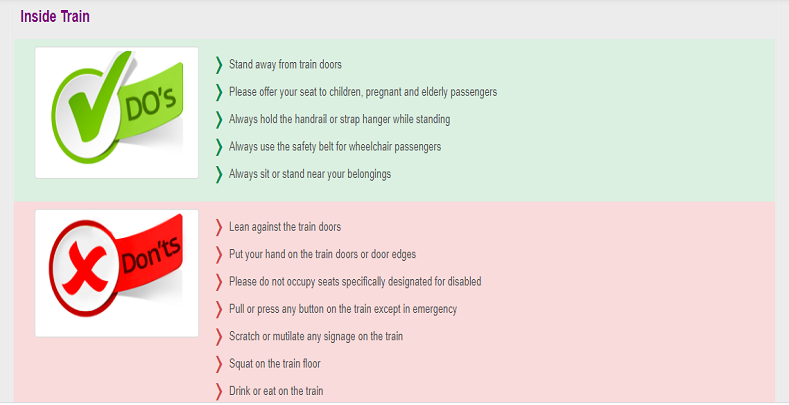 Inside Train
DO's
Stand away from train doors
Please offer your seat to children, pregnant and elderly passengers
Always hold the handrail or strap hanger while standing
Always use the safety belt for wheelchair passengers
Always sit or stand near your belongings
Don'ts
Lean against the train doors
Put your hand on the train doors or door edges
Please do not occupy seats specifically designated for disabled
Pull or press any button on the train except in emergency
Scratch or mutilate any signage on the train
Squat on the train floor
Drink or eat on the train